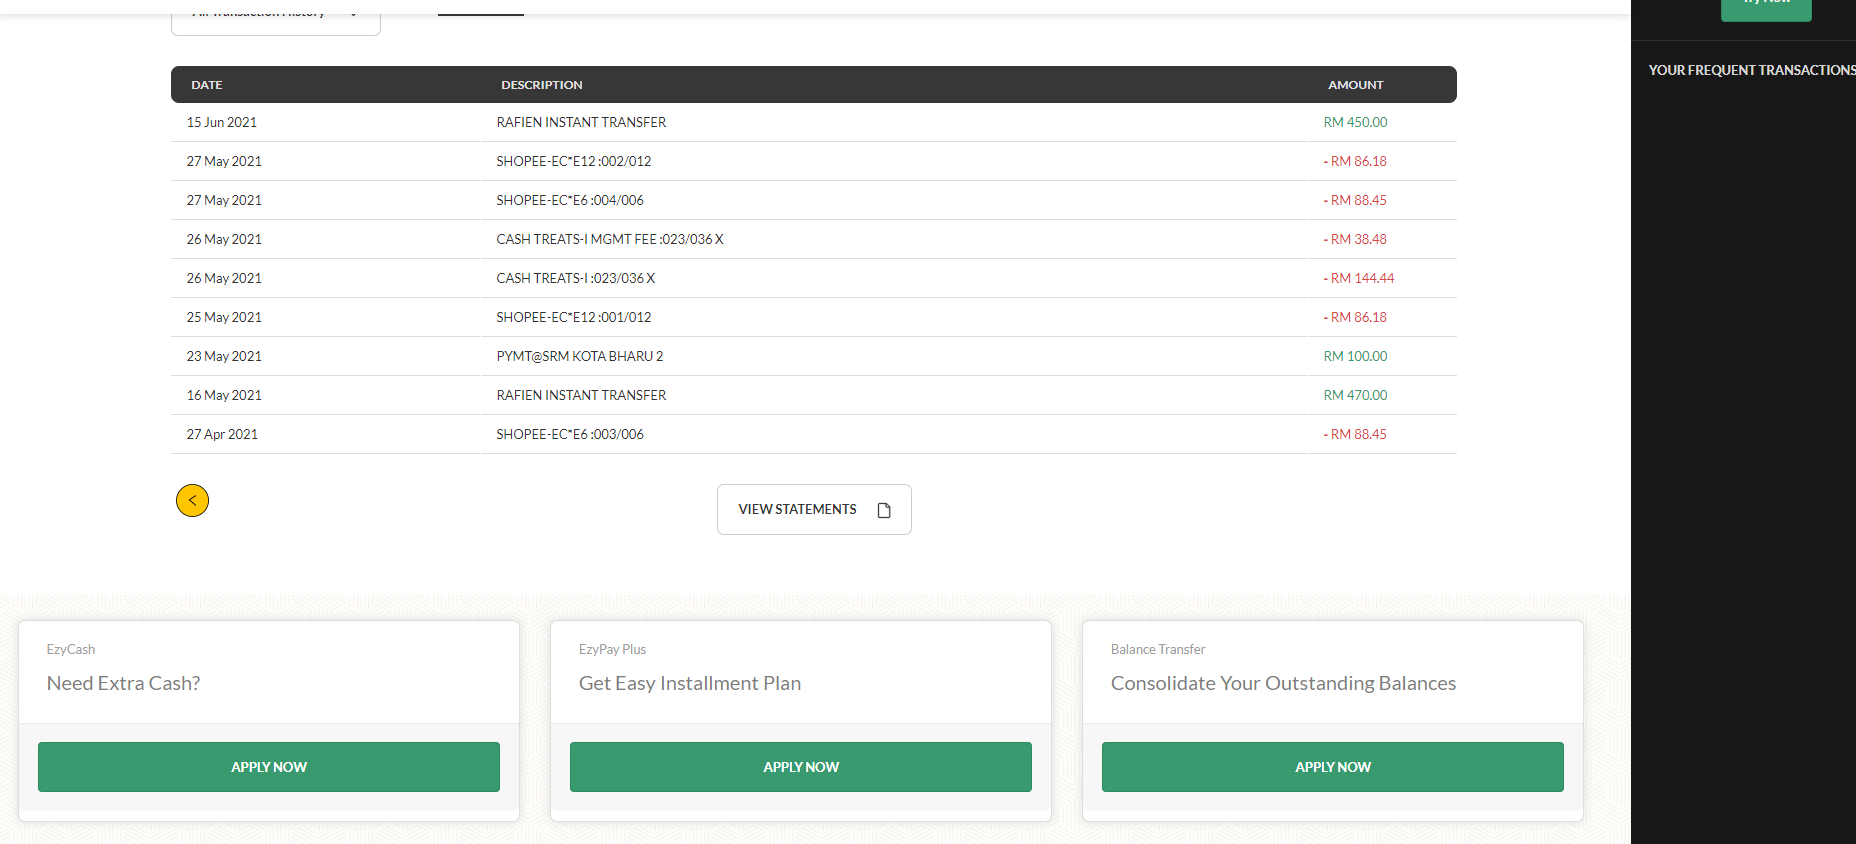 All Transaction History
Try Now
YOUR FREQUENT TRANSACTIONS
DATE DESCRIPTION AMOUNT
15 Jun 2021 RAFIEN INSTANT TRANSFER RM 450.00
27 May 2021 SHOPEE-EC*E12 :002/012 - RM 86.18
27 May 2021 SHOPEE-EC*E6 :004/006 - RM 88.45
26 May 2021 CASH TREATS-I MGMT FEE :023/036 X - RM 38.48
26 May 2021 CASH TREATS-I :023/036 X - RM 144.44
25 May 2021 SHOPEE-EC*E12 :001/012 - RM 86.18
23 May 2021 PYMT@SRM KOTA BHARU 2 RM 100.00
16 May 2021 RAFIEN INSTANT TRANSFER RM 470.00
27 Apr 2021 SHOPEE-EC*E6 :003/006 - RM 88.45
VIEW STATEMENTS
EzyCash
Need Extra Cash?
APPLY NOW
EzyPay Plus
Get Easy Installment Plan
APPLY NOW
Balance Transfer
Consolidate Your Outstanding Balances
APPLY NOW